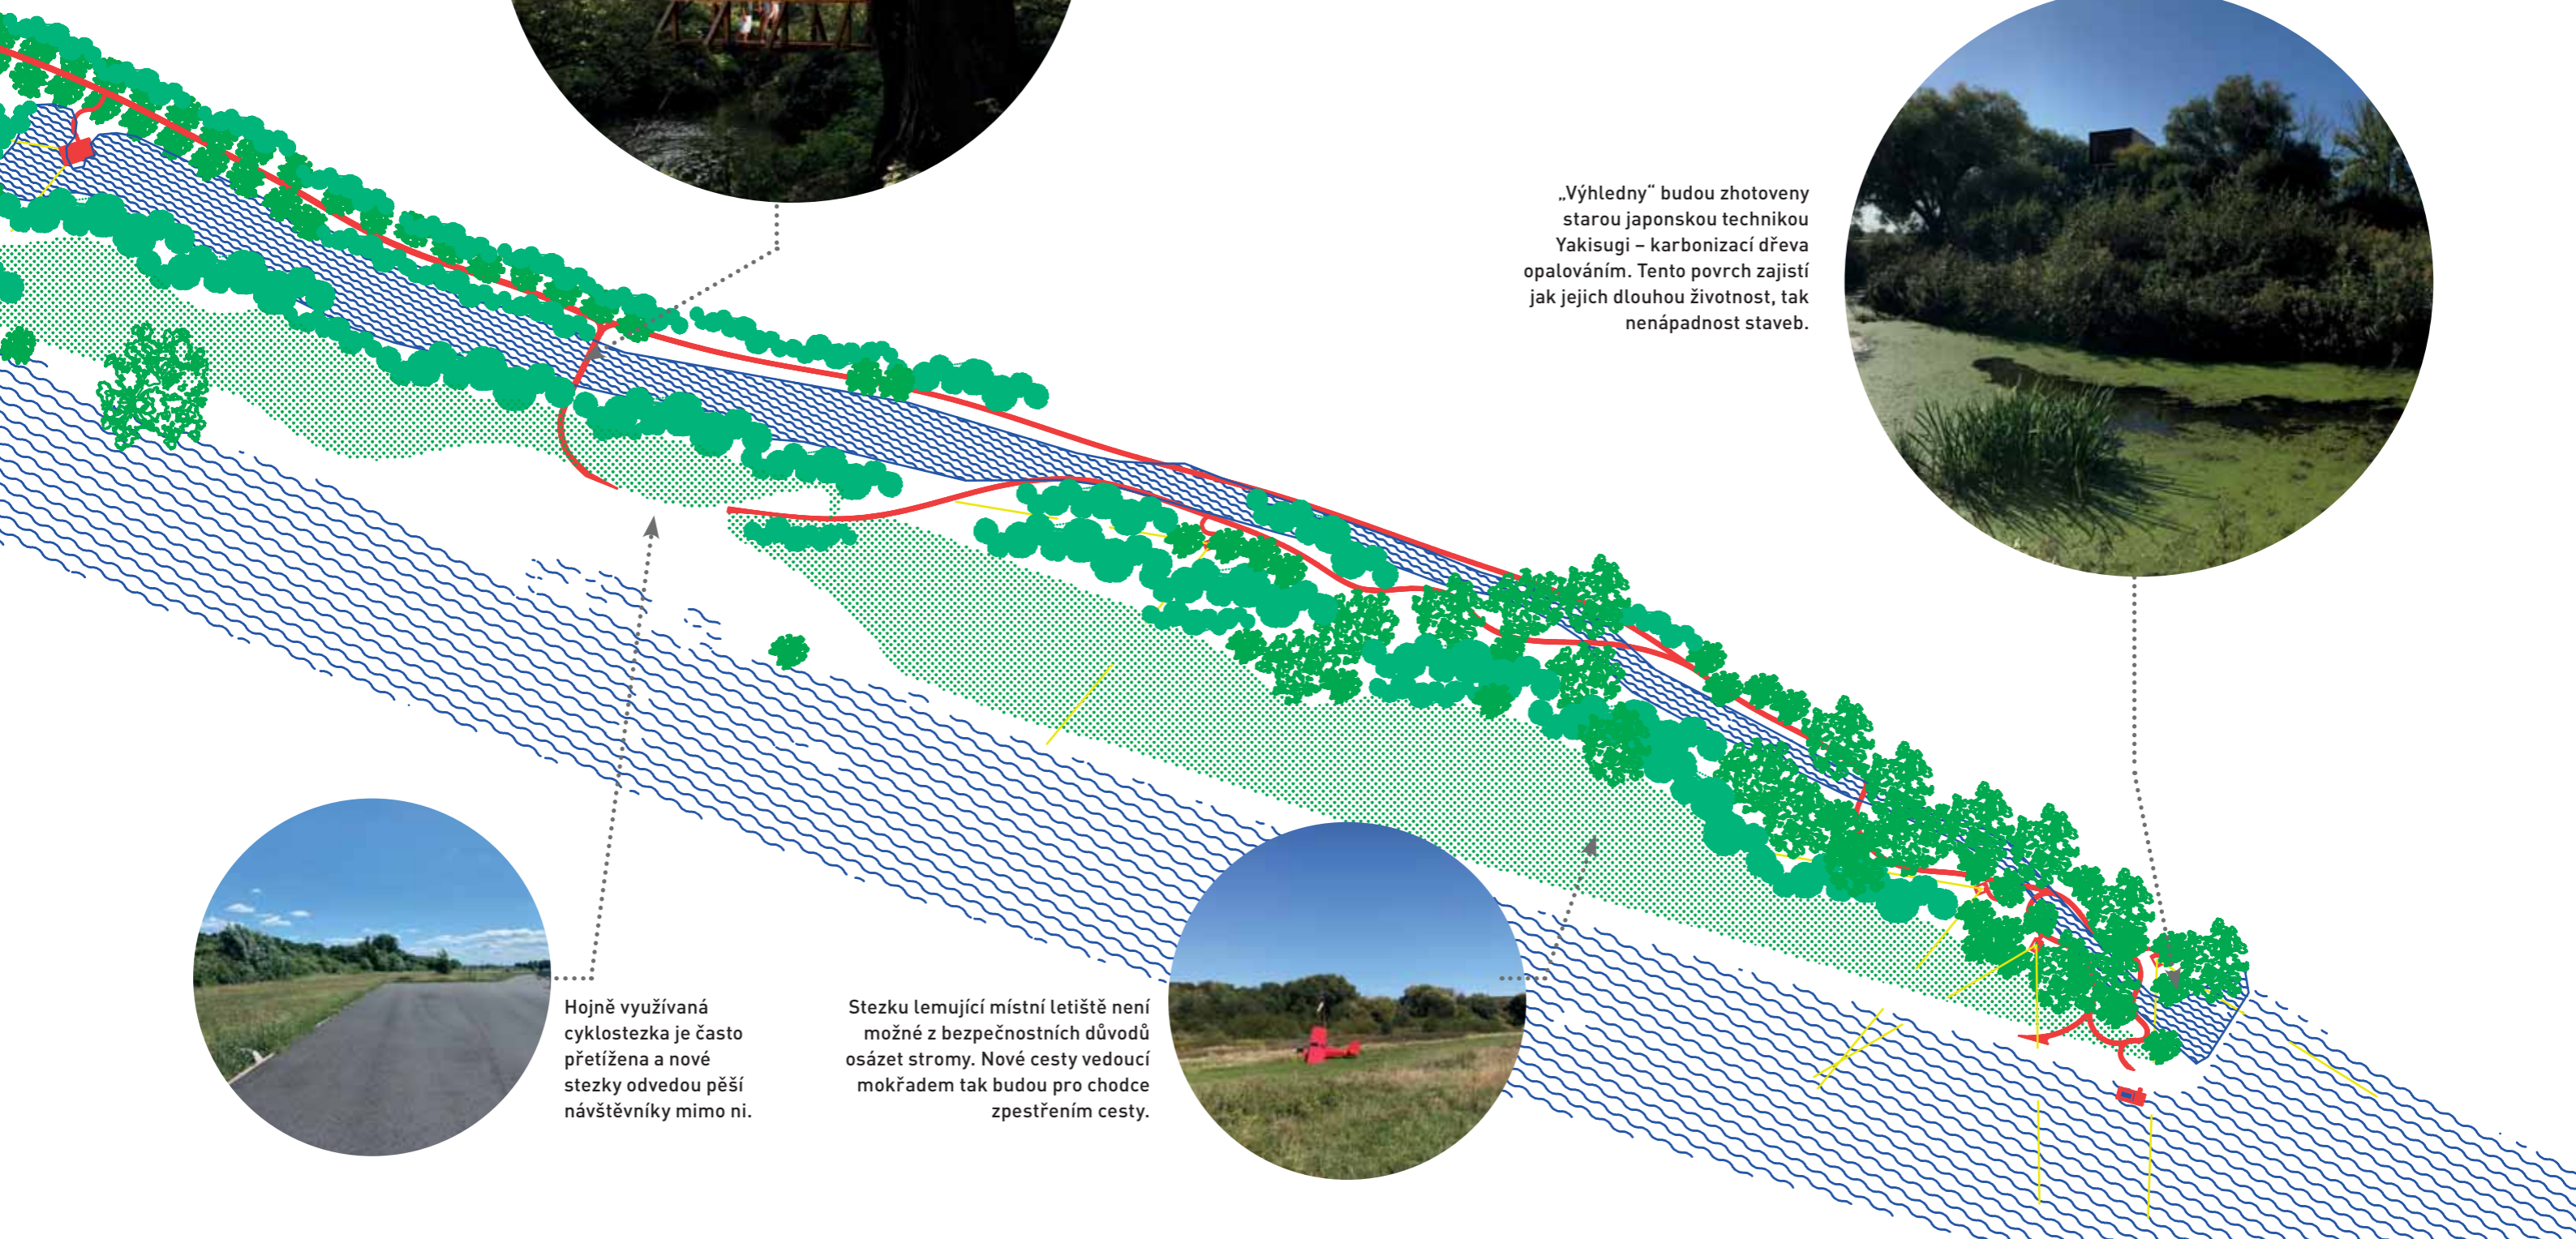 „Výhledny“ budou zhotoveny
starou japonskou technikou
Yakisugi – karbonizací dřeva
opalováním. Tento povrch zajistí
jak jejich dlouhou životnost, tak
nenápadnost staveb.
Hojně využívaná
cyklostezka je často
přetížena a nové
stezky odvedou pěší
návštěvníky mimo ni.
Stezku lemující místní letiště není
možné z bezpečnostních důvodů
osázet stromy. Nové cesty vedoucí
mokřadem tak budou pro chodce
zpestřením cesty.